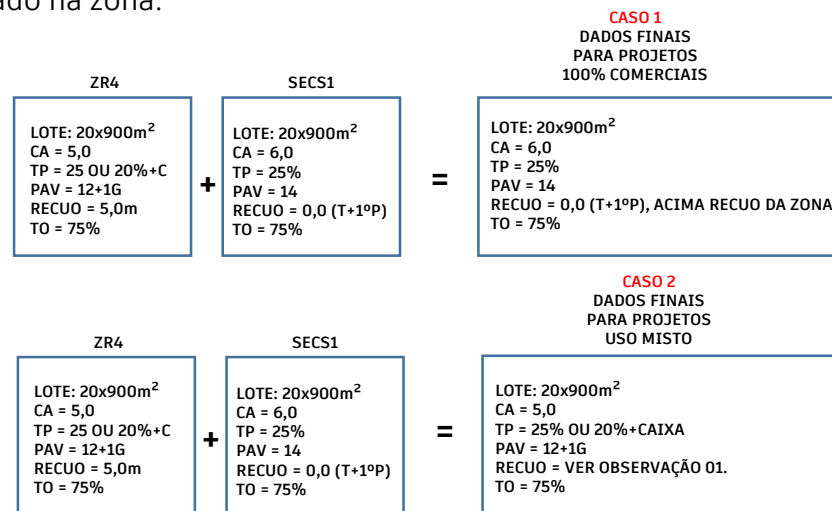 ado na zona.
CASO 1
DADOS FINAIS
PARA PROJETOS
100% COMERCIAIS
ZR4
SECS1
LOTE: 20x900m²
CA = 5,0
TP = 25 OU 20%+C
PAV = 12+1G
RECUO = 5,0m
TO = 75%
+
LOTE: 20x900m²
CA = 6,0
TP = 25%
PAV = 14
RECUO = 0,0 (T+1ºP)
TO = 75%
=
LOTE: 20x900m²
CA = 6,0
TP = 25%
PAV = 14
RECUO = 0,0 (T+1ºP), ACIMA RECUO DA ZONA
TO = 75%
CASO 2
DADOS FINAIS
PARA PROJETOS
USO MISTO
ZR4
SECS1
LOTE: 20x900m²
CA = 5,0
TP = 25 OU 20%+C
PAV = 12+1G
RECUO = 5,0m
TO = 75%
+
LOTE: 20x900m²
CA = 6,0
TP = 25%
PAV = 14
RECUO = 0,0 (T+1ºP)
TO = 75%
=
LOTE: 20x900m²
CA = 5,0
TP = 25% OU 20%+CAIXA
PAV = 12+1G
RECUO = VER OBSERVAÇÃO 01.
TO = 75%